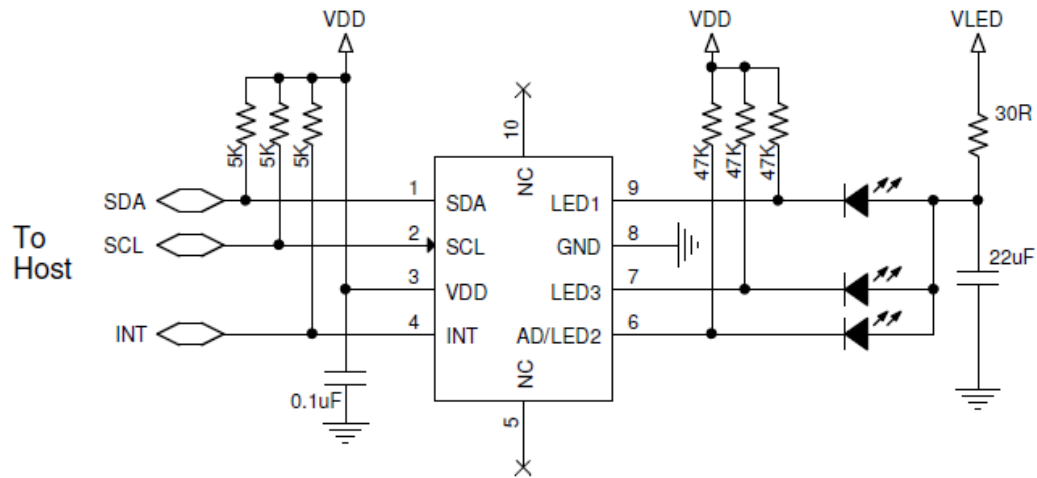 VDD
VDD
VLED
5K
5K
5K
47K
47K
47K
30R
10
NC
SDA
1
SDA
LED1
9
To
Host
SCL
2
SCL
GND
8
22uF
3
VDD
LED3
7
INT
4
INT
AD/LED2
6
0.1uF
NC
5